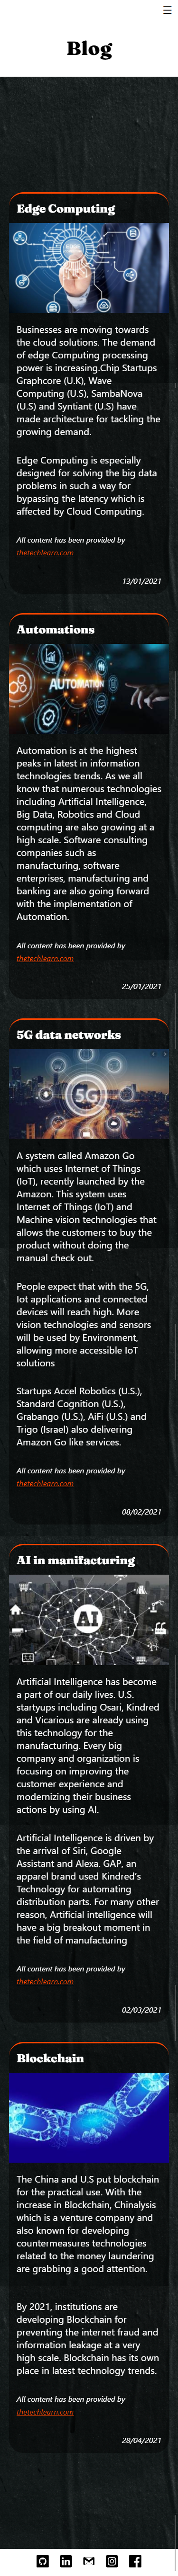 Blog
Edge Computing
Businesses are moving towards
the cloud solutions. The demand
of edge Computing processing
power is increasing.Chip Startups
Graphcore (U.K), Wave
Computing (U.S), SambaNova
(U.S) and Syntiant (U.S) have
made architecture for tackling the
growing demand.
Edge Computing is especially
designed for solving the big data
problems in such a way for
bypassing the latency which is
affected by Cloud Computing.
All content has been provided by
thetechlearn.com
13/01/2021
Automations
AUTOMATION
Automation is at the highest
peaks in latest in information
technologies trends. As we all
know that numerous technologies
including Artificial Intelligence,
Big Data, Robotics and Cloud
computing are also growing at a
high scale. Software consulting
companies such as
manufacturing, software
enterprises, manufacturing and
banking are also going forward
with the implementation of
Automation.
All content has been provided by
thetechlearn.com
25/01/2021
5G data networks
5G
A system called Amazon Go
which uses Internet of Things
(IoT), recently launched by the
Amazon. This system uses
Internet of Things (IoT) and
Machine vision technologies that
allows the customers to buy the
product without doing the
manual check out.
People expect that with the 5G,
Iot applications and connected
devices will reach high. More
vision technologies and sensors
will be used by Environment,
allowing more accessible IoT
solutions
Startups Accel Robotics (U.S.),
Standard Cognition (U.S.),
Grabango (U.S.), AiFi (U.S.) and
Trigo (Israel) also delivering
Amazon Go like services.
All content has been provided by
thetechlearn.com
08/02/2021
AI in manifacturing
AI
Artificial Intelligence has become
a part of our daily lives. U.S.
startyups including Osari, Kindred
and Vicarious are already using
this technology for the
manufacturing. Every big
company and organization is
focusing on improving the
customer experience and
modernizing their business
actions by using AI.
Artificial Intelligence is driven by
the arrival of Siri, Google
Assistant and Alexa. GAP, an
apparel brand used Kindred's
Technology for automating
distribution parts. For many other
reason, Artificial intelligence will
have a big breakout moment in
the field of manufacturing
All content has been provided by
thetechlearn.com
02/03/2021
Blockchain
The China and U.S put blockchain
for the practical use. With the
increase in Blockchain, Chinalysis
which is a venture company and
also known for developing
countermeasures technologies
related to the money laundering
are grabbing a good attention.
By 2021, institutions are
developing Blockchain for
preventing the internet fraud and
information leakage at a very
high scale. Blockchain has its own
place in latest technology trends.
All content has been provided by
thetechlearn.com
28/04/2021